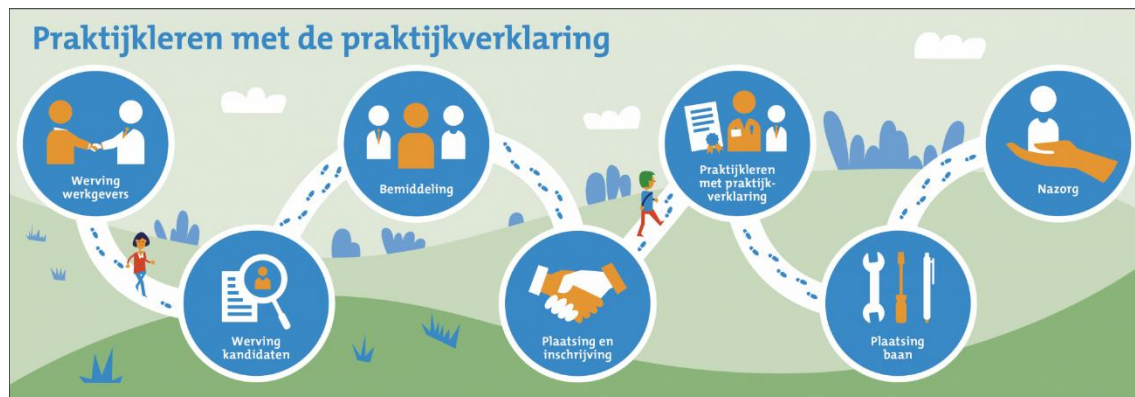 Praktijkleren met de praktijkverklaring
Werving
werkgevers
Werving
kandidaten
Bemiddeling
Plaatsing en
inschrijving
Praktijkleren
met praktijk-
verklaring
Plaatsing
baan
Nazorg